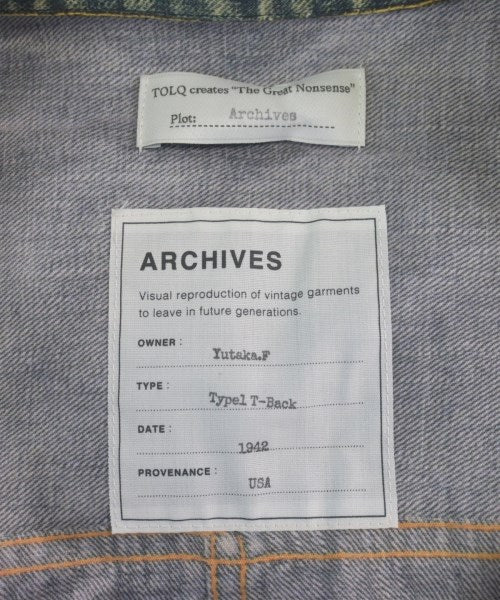 TOLQ creates "The Great Nonsense"
Plot: Archives
ARCHIVES
Visual reproduction of vintage garments
to leave in future generations.
OWNER : Yutaka.F
TYPE : Type1 T-Back
DATE : 1942
PROVENANCE : USA